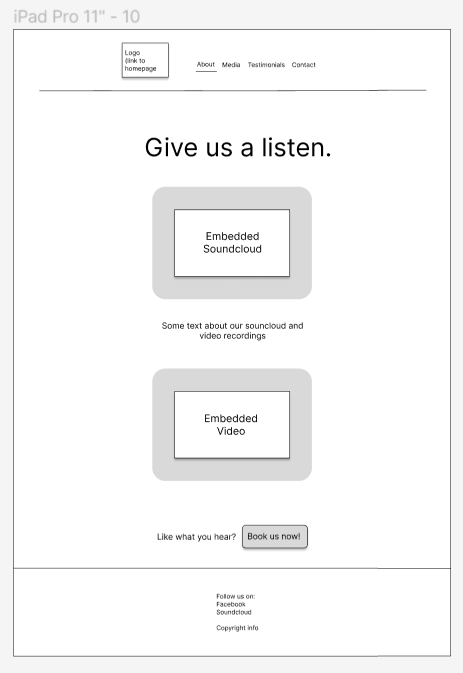 iPad Pro 11" - 10
Logo
(link to
homepage
About Media Testimonials Contact
Give us a listen.
Embedded
Soundcloud
Some text about our souncloud and
video recordings
Embedded
Video
Like what you hear? Book us now!
Follow us on:
Facebook
Soundcloud
Copyright info